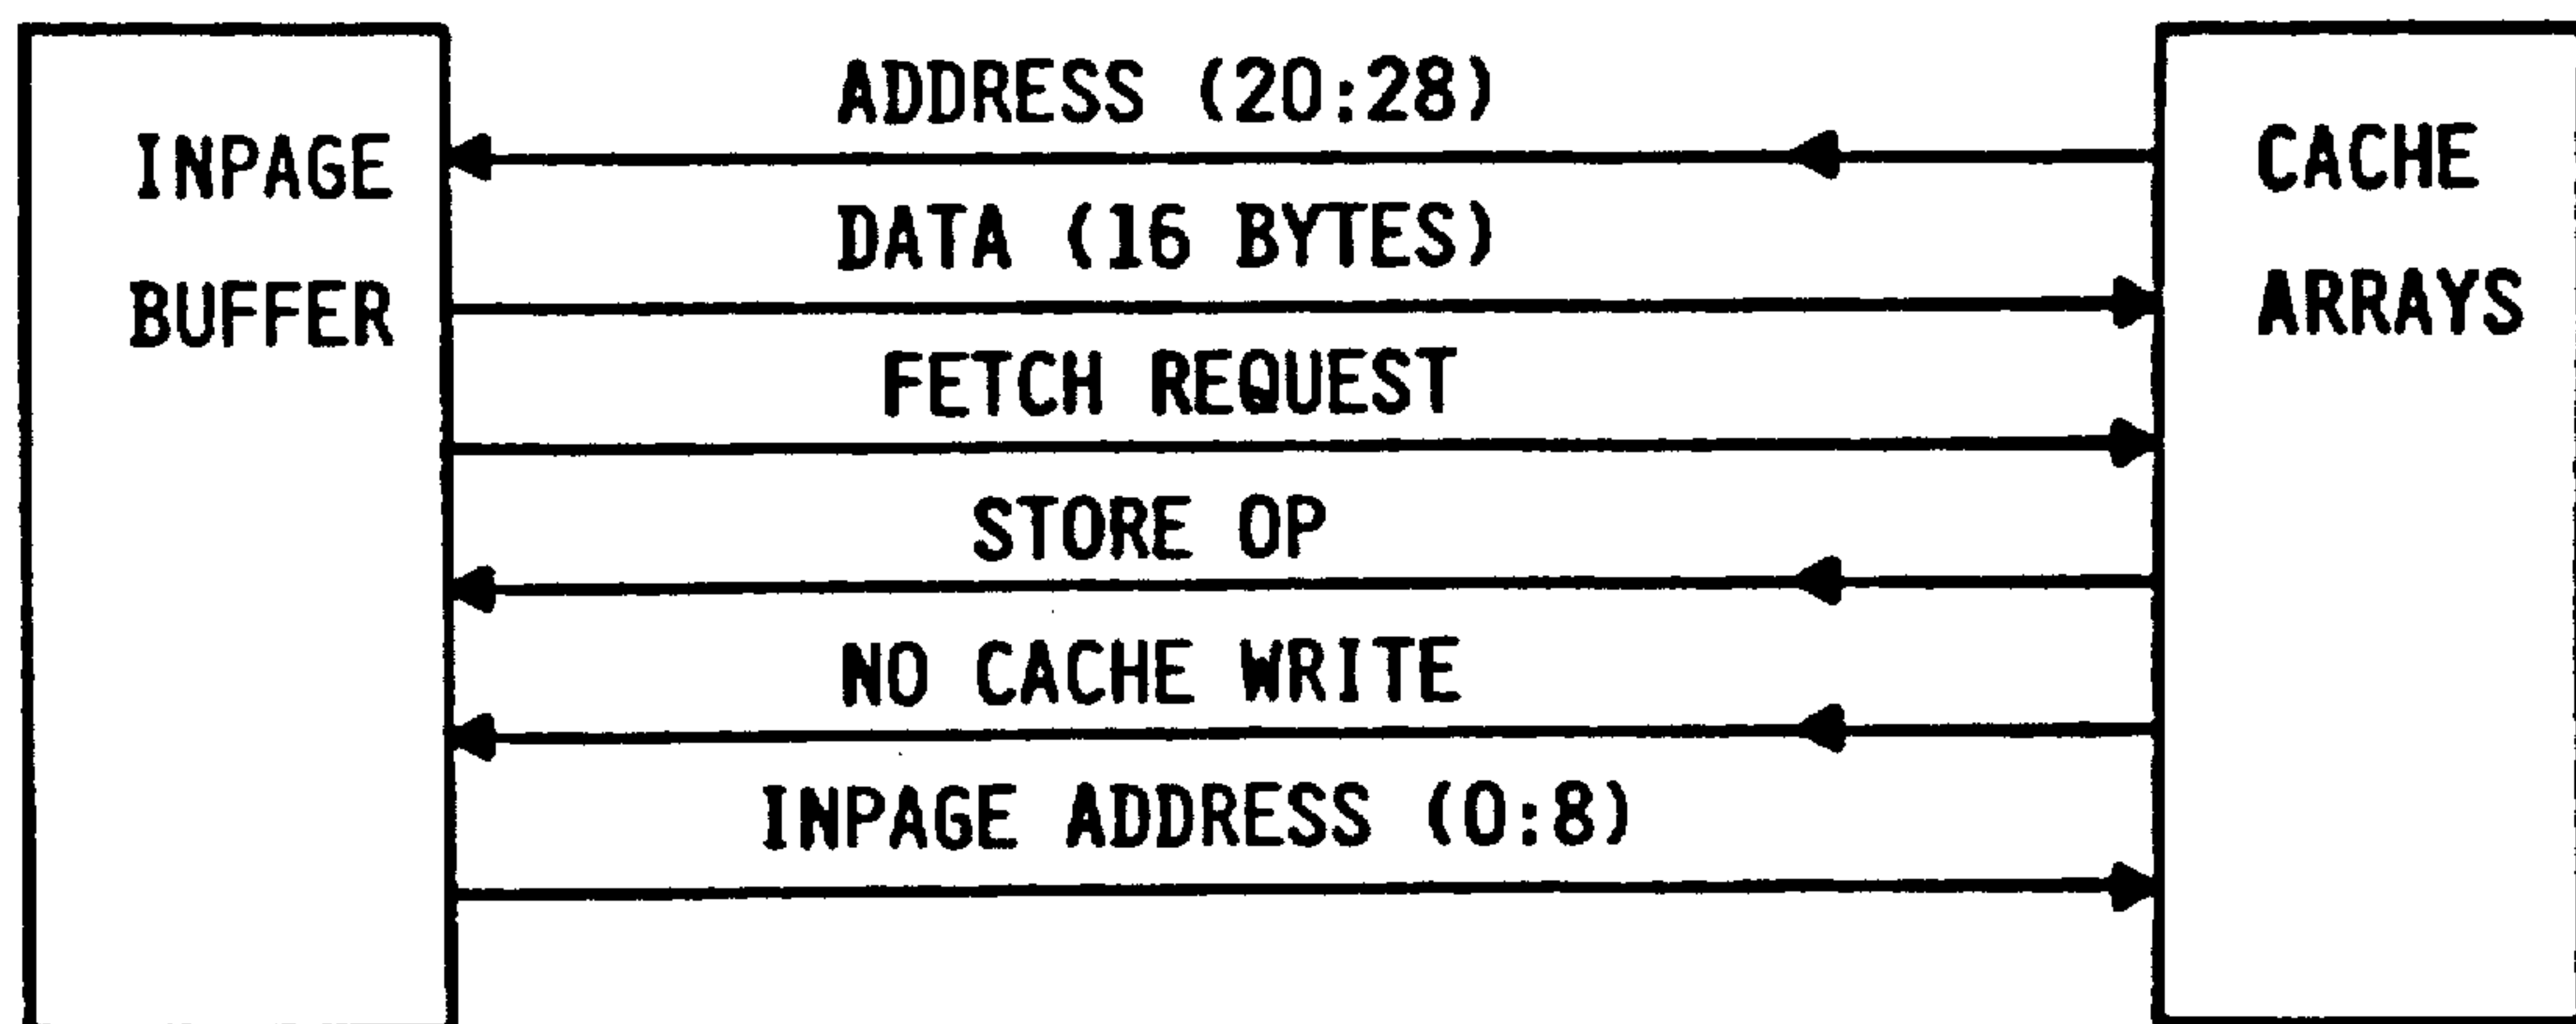 ADDRESS (20:28)
INPAGE
BUFFER
CACHE
ARRAYS
DATA (16 BYTES)
FETCH REQUEST
STORE OP
NO CACHE WRITE
INPAGE ADDRESS (0:8)